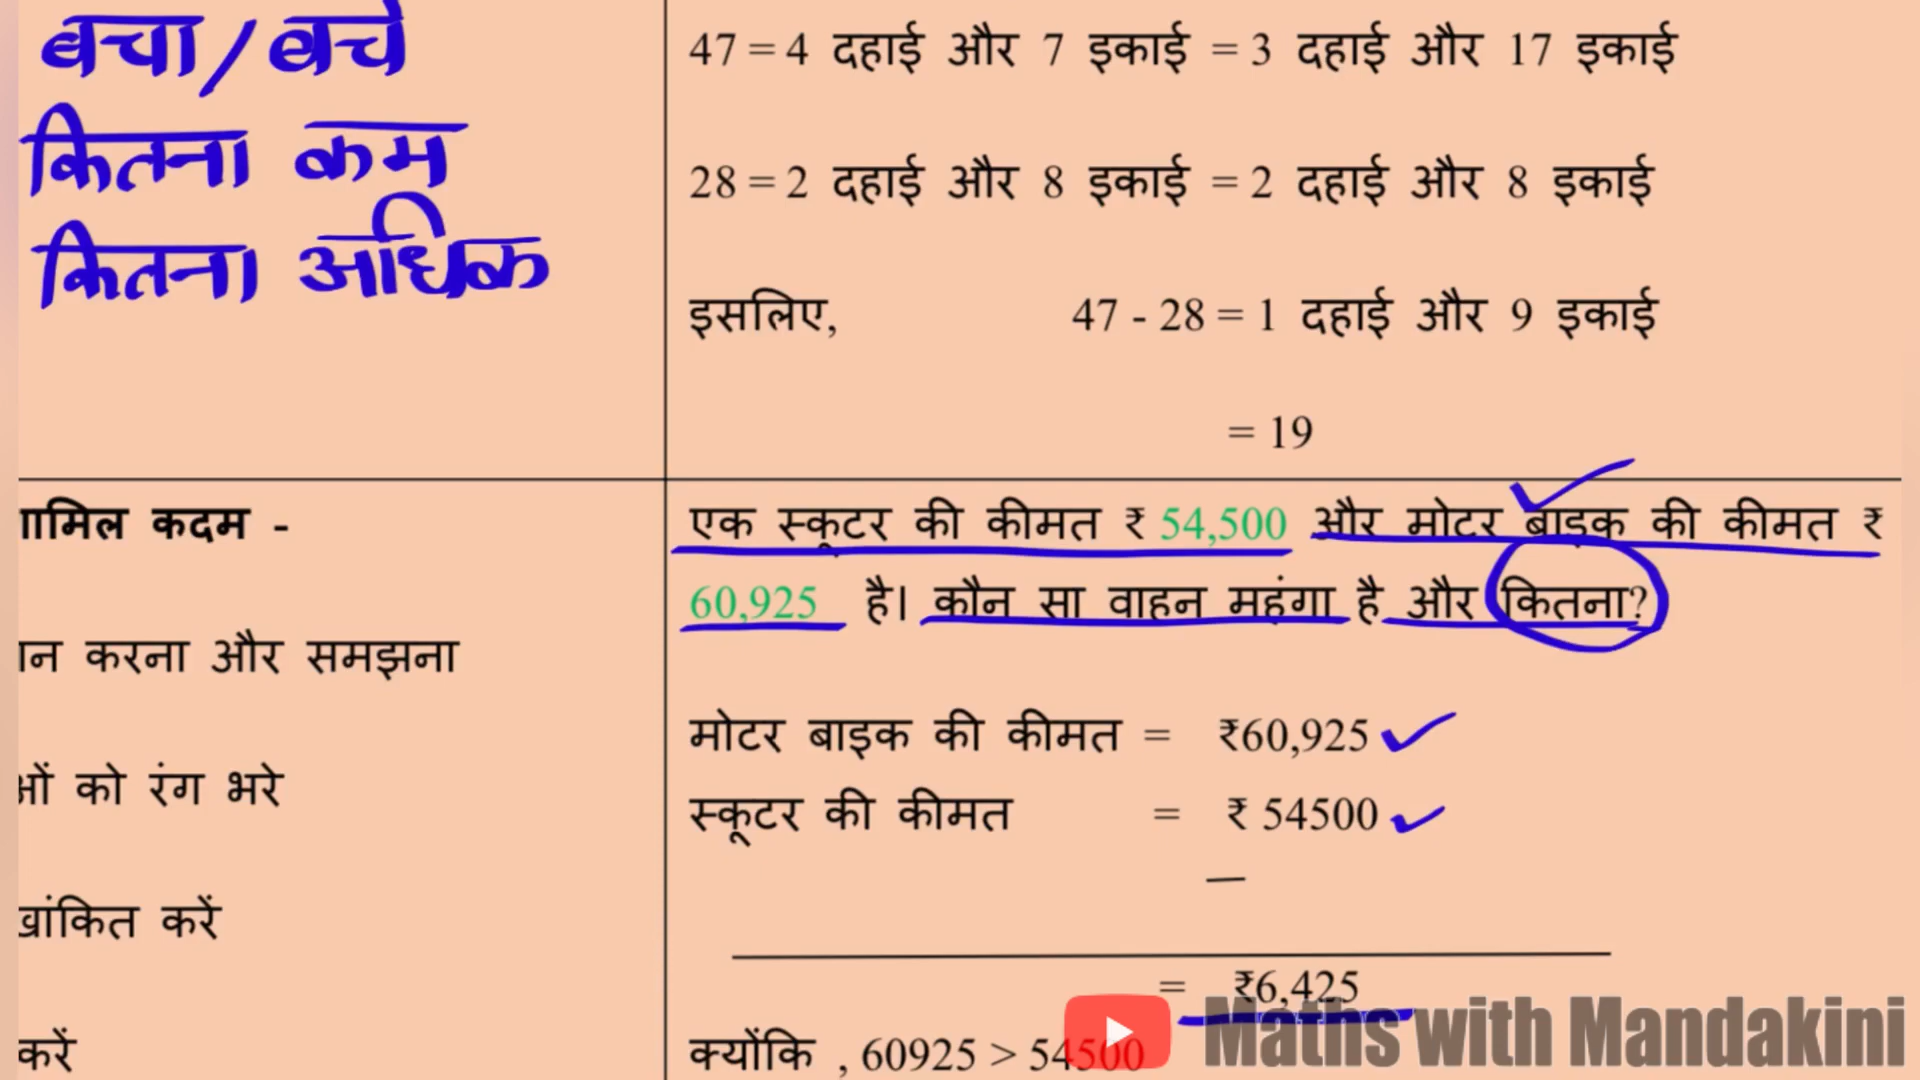 बचा/बचे
कितना कम
कितना अधिक
47 = 4 दहाई और 7 इकाई = 3 दहाई और 17 इकाई
28 = 2 दहाई और 8 इकाई = 2 दहाई और 8 इकाई
इसलिए, 47 - 28 = 1 दहाई और 9 इकाई
= 19
कदम -
करना और समझना
को रंग भरे
करें
करें
एक स्कूटर की कीमत ₹ 54,500 और मोटर बाइक की कीमत ₹
60,925 है। कौन सा वाहन महंगा है और कितना?
मोटर बाइक की कीमत = ₹60,925
स्कूटर की कीमत = ₹ 54500
—
= ₹6,425
क्योंकि , 60925 > 54500
Maths with Mandakini